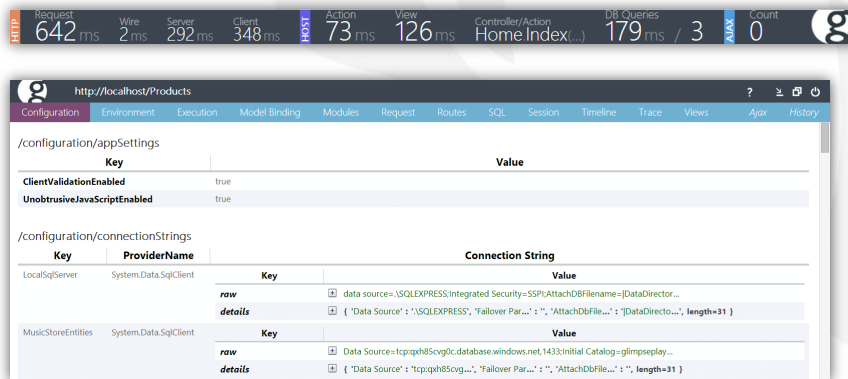 HTTP Request 642 ms Wire 2 ms Server 292 ms Client 348 ms HOST Action 73 ms View 126 ms Controller/Action Home.Index(...) DB Queries 179 ms / 3 AJAX Count 0 g
g http://localhost/Products ?
Configuration Environment Execution Model Binding Modules Request Routes SQL Session Timeline Trace Views Ajax History
/configuration/appSettings
Key Value
ClientValidationEnabled true
UnobtrusiveJavaScriptEnabled true
/configuration/connectionStrings
Key ProviderName Connection String
LocalSqlServer System.Data.SqlClient Key Value
raw data source=.\SQLEXPRESS;Integrated Security=SSPI;AttachDBFilename=|DataDirector...
details { 'Data Source' : '.\SQLEXPRESS', 'Failover Par...' : '', 'AttachDbFile...' : '|DataDirecto...', length=31 }
MusicStoreEntities System.Data.SqlClient Key Value
raw Data Source=tcp:qxh85cvg0c.database.windows.net,1433;Initial Catalog=glimpseplay...
details { 'Data Source' : 'tcp:qxh85cvg...', 'Failover Par...' : '', 'AttachDbFile...' : '', length=31 }